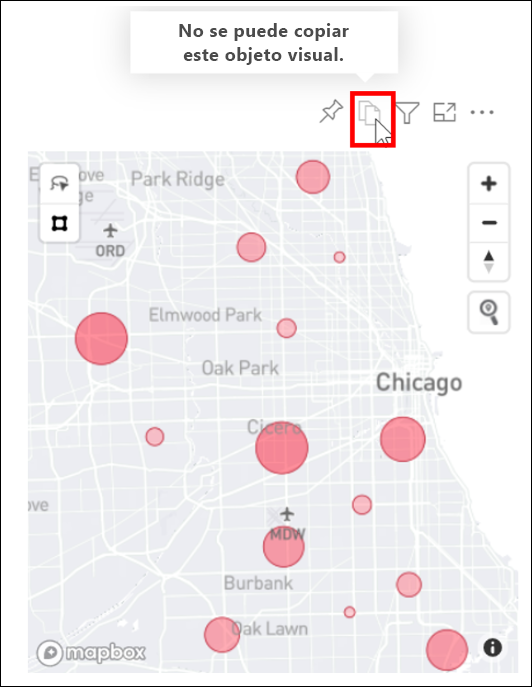 No se puede copiar
este objeto visual.
Park Ridge
ORD
Elmwood Park
Oak Park
Chicago
Cicero
ove
MDW
Burbank
Oak Lawn
mapbox